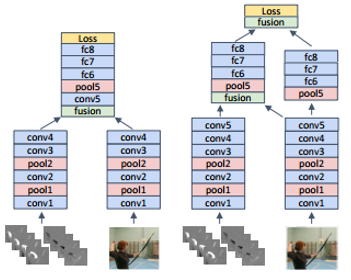 Loss
fc8
fc7
fc6
pool5
conv5
fusion
conv4
conv3
pool2
conv2
pool1
conv1
conv4
conv3
pool2
conv2
pool1
conv1
Loss
fusion
fc8
fc7
fc6
pool5
fusion
fc8
fc7
fc6
pool5
conv5
conv4
conv3
pool2
conv2
pool1
conv1
conv5
conv4
conv3
pool2
conv2
pool1
conv1